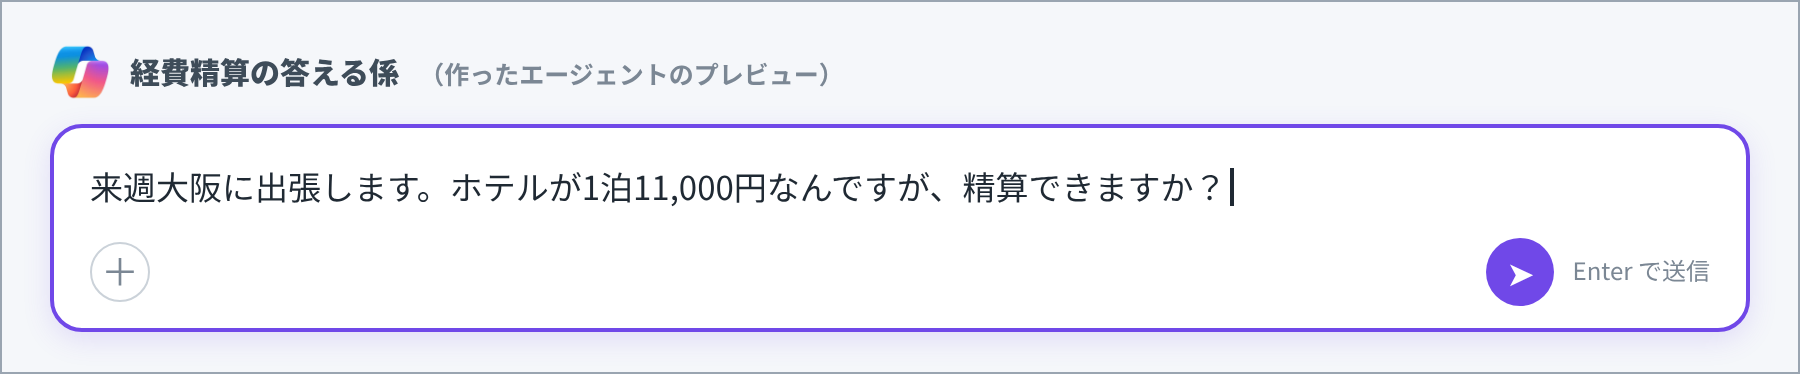 経費精算の答える係 （作ったエージェントのプレビュー）
来週大阪に出張します。ホテルが1泊11,000円なんですが、精算できますか？
Enter で送信